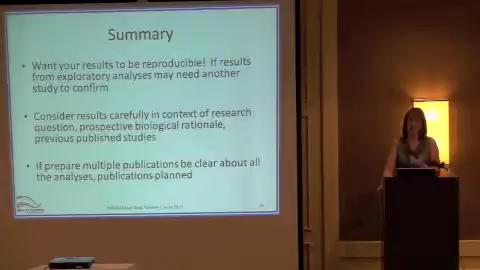 Summary
• Want your results to be reproducible! If results
from exploratory analyses may need another
study to confirm
• Consider results carefully in context of research
question, prospective biological rationale,
previous published studies
• If prepare multiple publications be clear about all
the analyses, publications planned